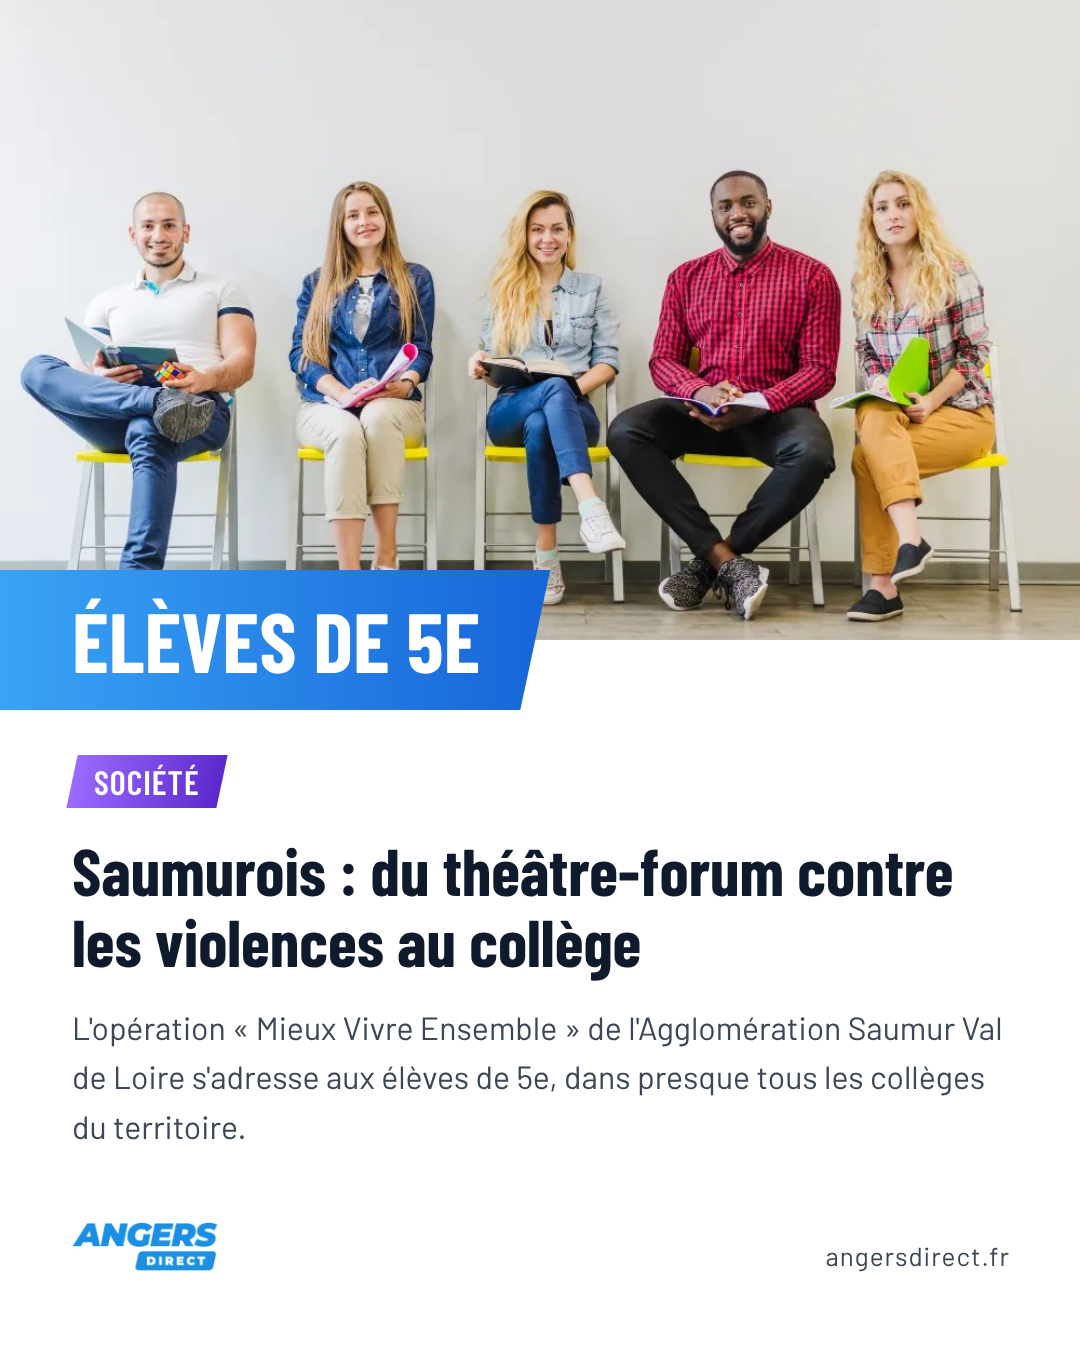 ÉLÈVES DE 5E
SOCIÉTÉ
Saumurois : du théâtre-forum contre
les violences au collège
L'opération « Mieux Vivre Ensemble » de l'Agglomération Saumur Val
de Loire s'adresse aux élèves de 5e, dans presque tous les collèges
du territoire.
ANGERS
DIRECT
angersdirect.fr